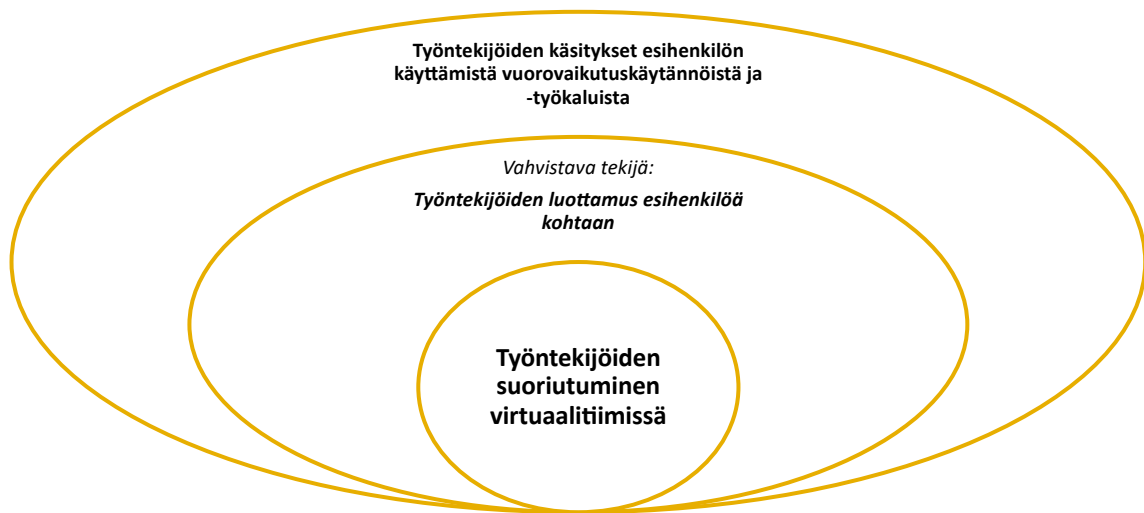 Työntekijöiden käsitykset esihenkilön
käyttämistä vuorovaikutuskäytännöistä ja
-työkaluista
Vahvistava tekijä:
Työntekijöiden luottamus esihenkilöä
kohtaan
Työntekijöiden
suoriutuminen
virtuaalitiimissä